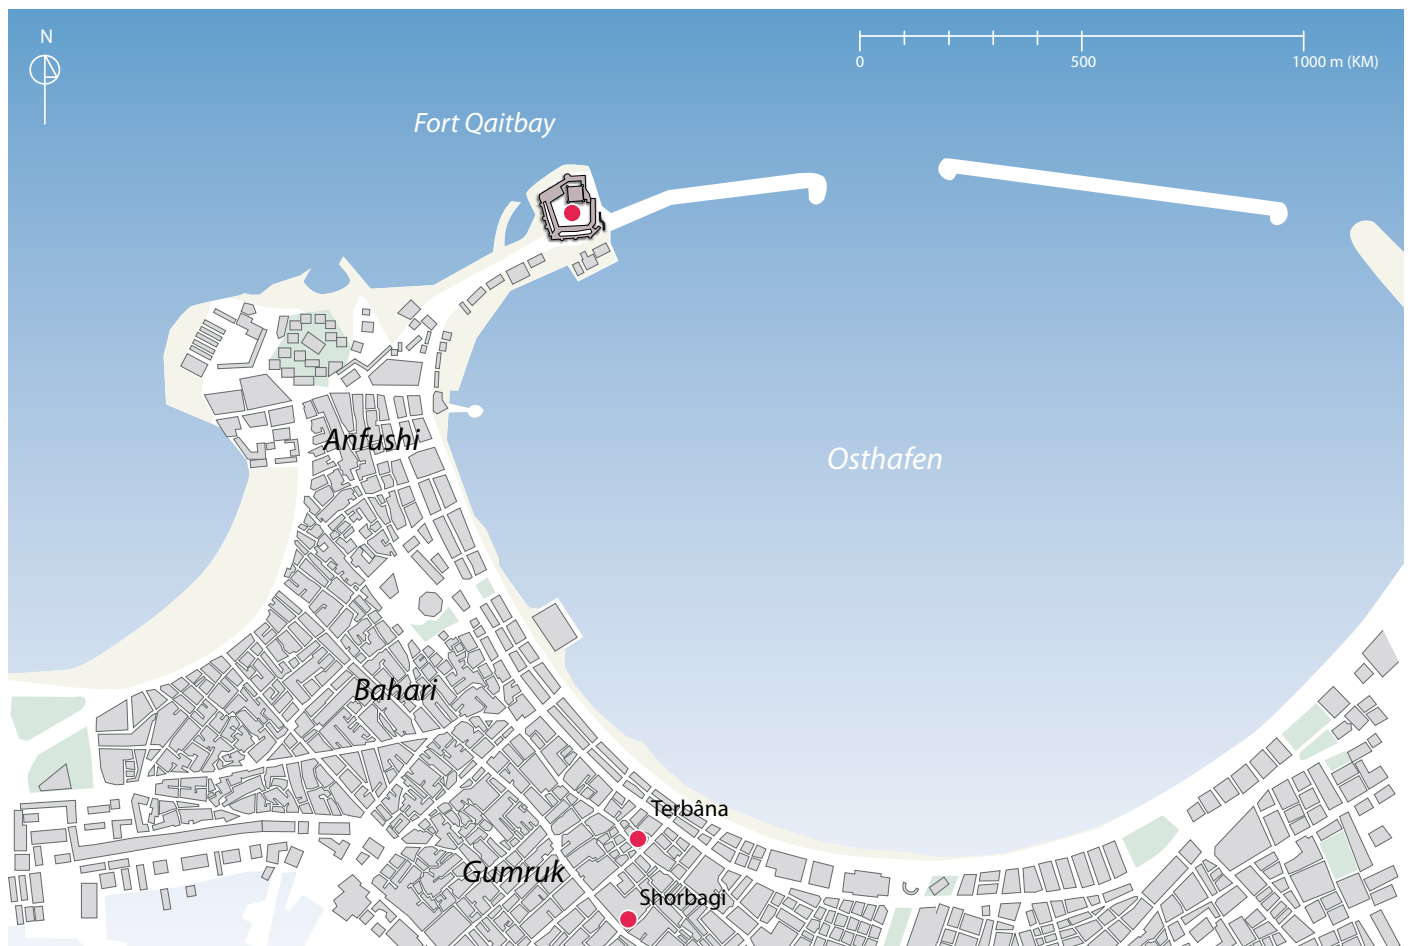 N
0
500
1000 m (KM)
Fort Qaitbay
Anfushi
Osthafen
Bahari
Terbâna
Gumruk
Shorbagi